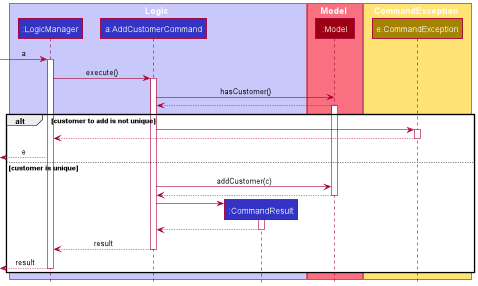 Logic
Model
CommandException
:LogicManager
a:AddCustomerCommand
:Model
e:CommandException
a
execute()
hasCustomer()
alt
[customer to add is not unique]
e
[customer is unique]
addCustomer(c)
:CommandResult
result
result